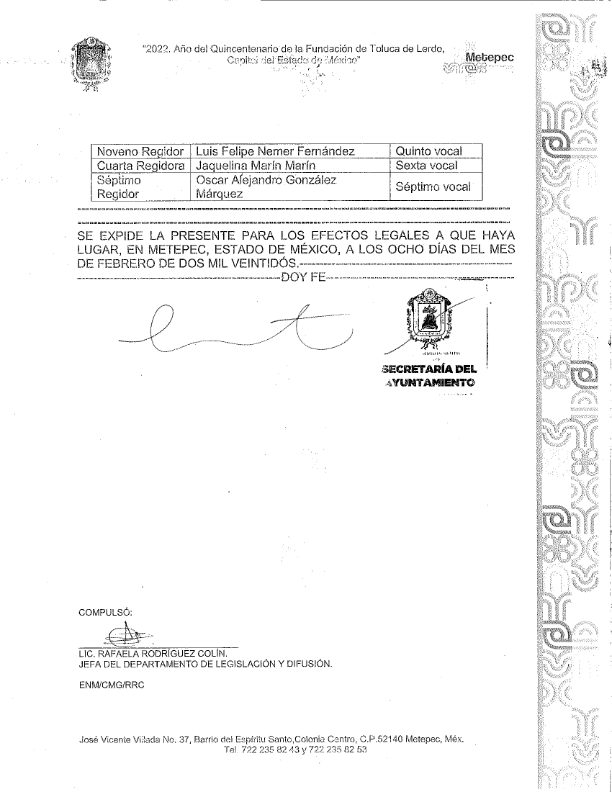 "2022. Año del Quincentenario de la Fundación de Toluca de Lerdo,
Capital del Estado de México"
Metepec
Noveno Regidor Luis Felipe Nemer Fernández Quinto vocal
Cuarta Regidora Jaquelina Marín Marín Sexta vocal
Séptimo Regidor Oscar Alejandro González Márquez Séptimo vocal
SE EXPIDE LA PRESENTE PARA LOS EFECTOS LEGALES A QUE HAYA
LUGAR, EN METEPEC, ESTADO DE MÉXICO, A LOS OCHO DÍAS DEL MES
DE FEBRERO DE DOS MIL VEINTIDÓS.
DOY FE
SECRETARÍA DEL
AYUNTAMIENTO
COMPULSÓ:
LIC. RAFAELA RODRÍGUEZ COLÍN.
JEFA DEL DEPARTAMENTO DE LEGISLACIÓN Y DIFUSIÓN.
ENM/CMG/RRC
José Vicente Villada No. 37, Barrio del Espíritu Santo,Colonia Centro, C.P.52140 Metepec, Méx.
Tel 722 235 82 43 y 722 235 82 53